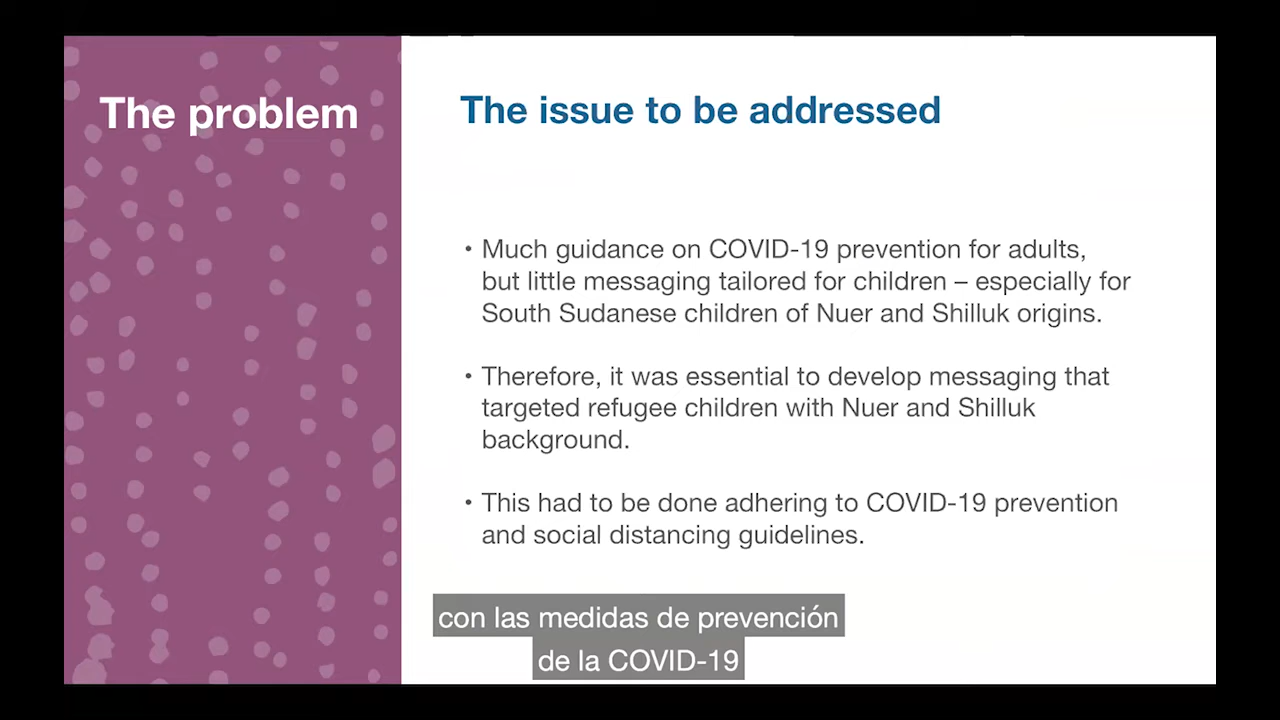 The problem
The issue to be addressed
• Much guidance on COVID-19 prevention for adults,
but little messaging tailored for children – especially for
South Sudanese children of Nuer and Shilluk origins.
• Therefore, it was essential to develop messaging that
targeted refugee children with Nuer and Shilluk
background.
• This had to be done adhering to COVID-19 prevention
and social distancing guidelines.
con las medidas de prevención
de la COVID-19